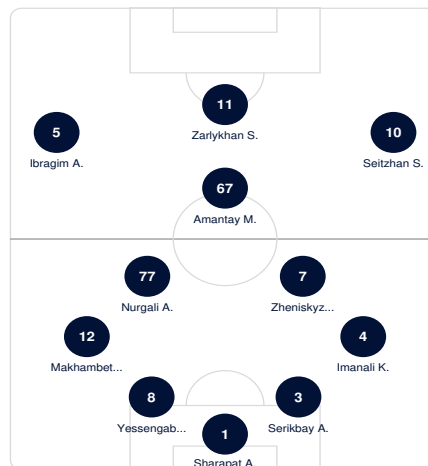 11
Zarlykhan S.
5
Ibragim A.
10
Seitzhan S.
67
Amantay M.
77
Nurgali A.
7
Zheniskyz...
12
Makhambet...
4
Imanali K.
8
Yessengab...
3
Serikbay A.
1
Sharapat A.